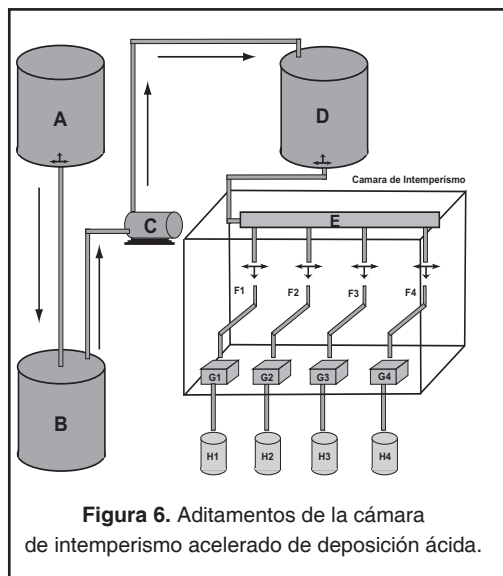 A
D
Camara de Intemperísmo
C
E
F1 F2 F3 F4
B
G1 G2 G3 G4
H1 H2 H3 H4
Figura 6. Aditamentos de la cámara
de intemperismo acelerado de deposición ácida.